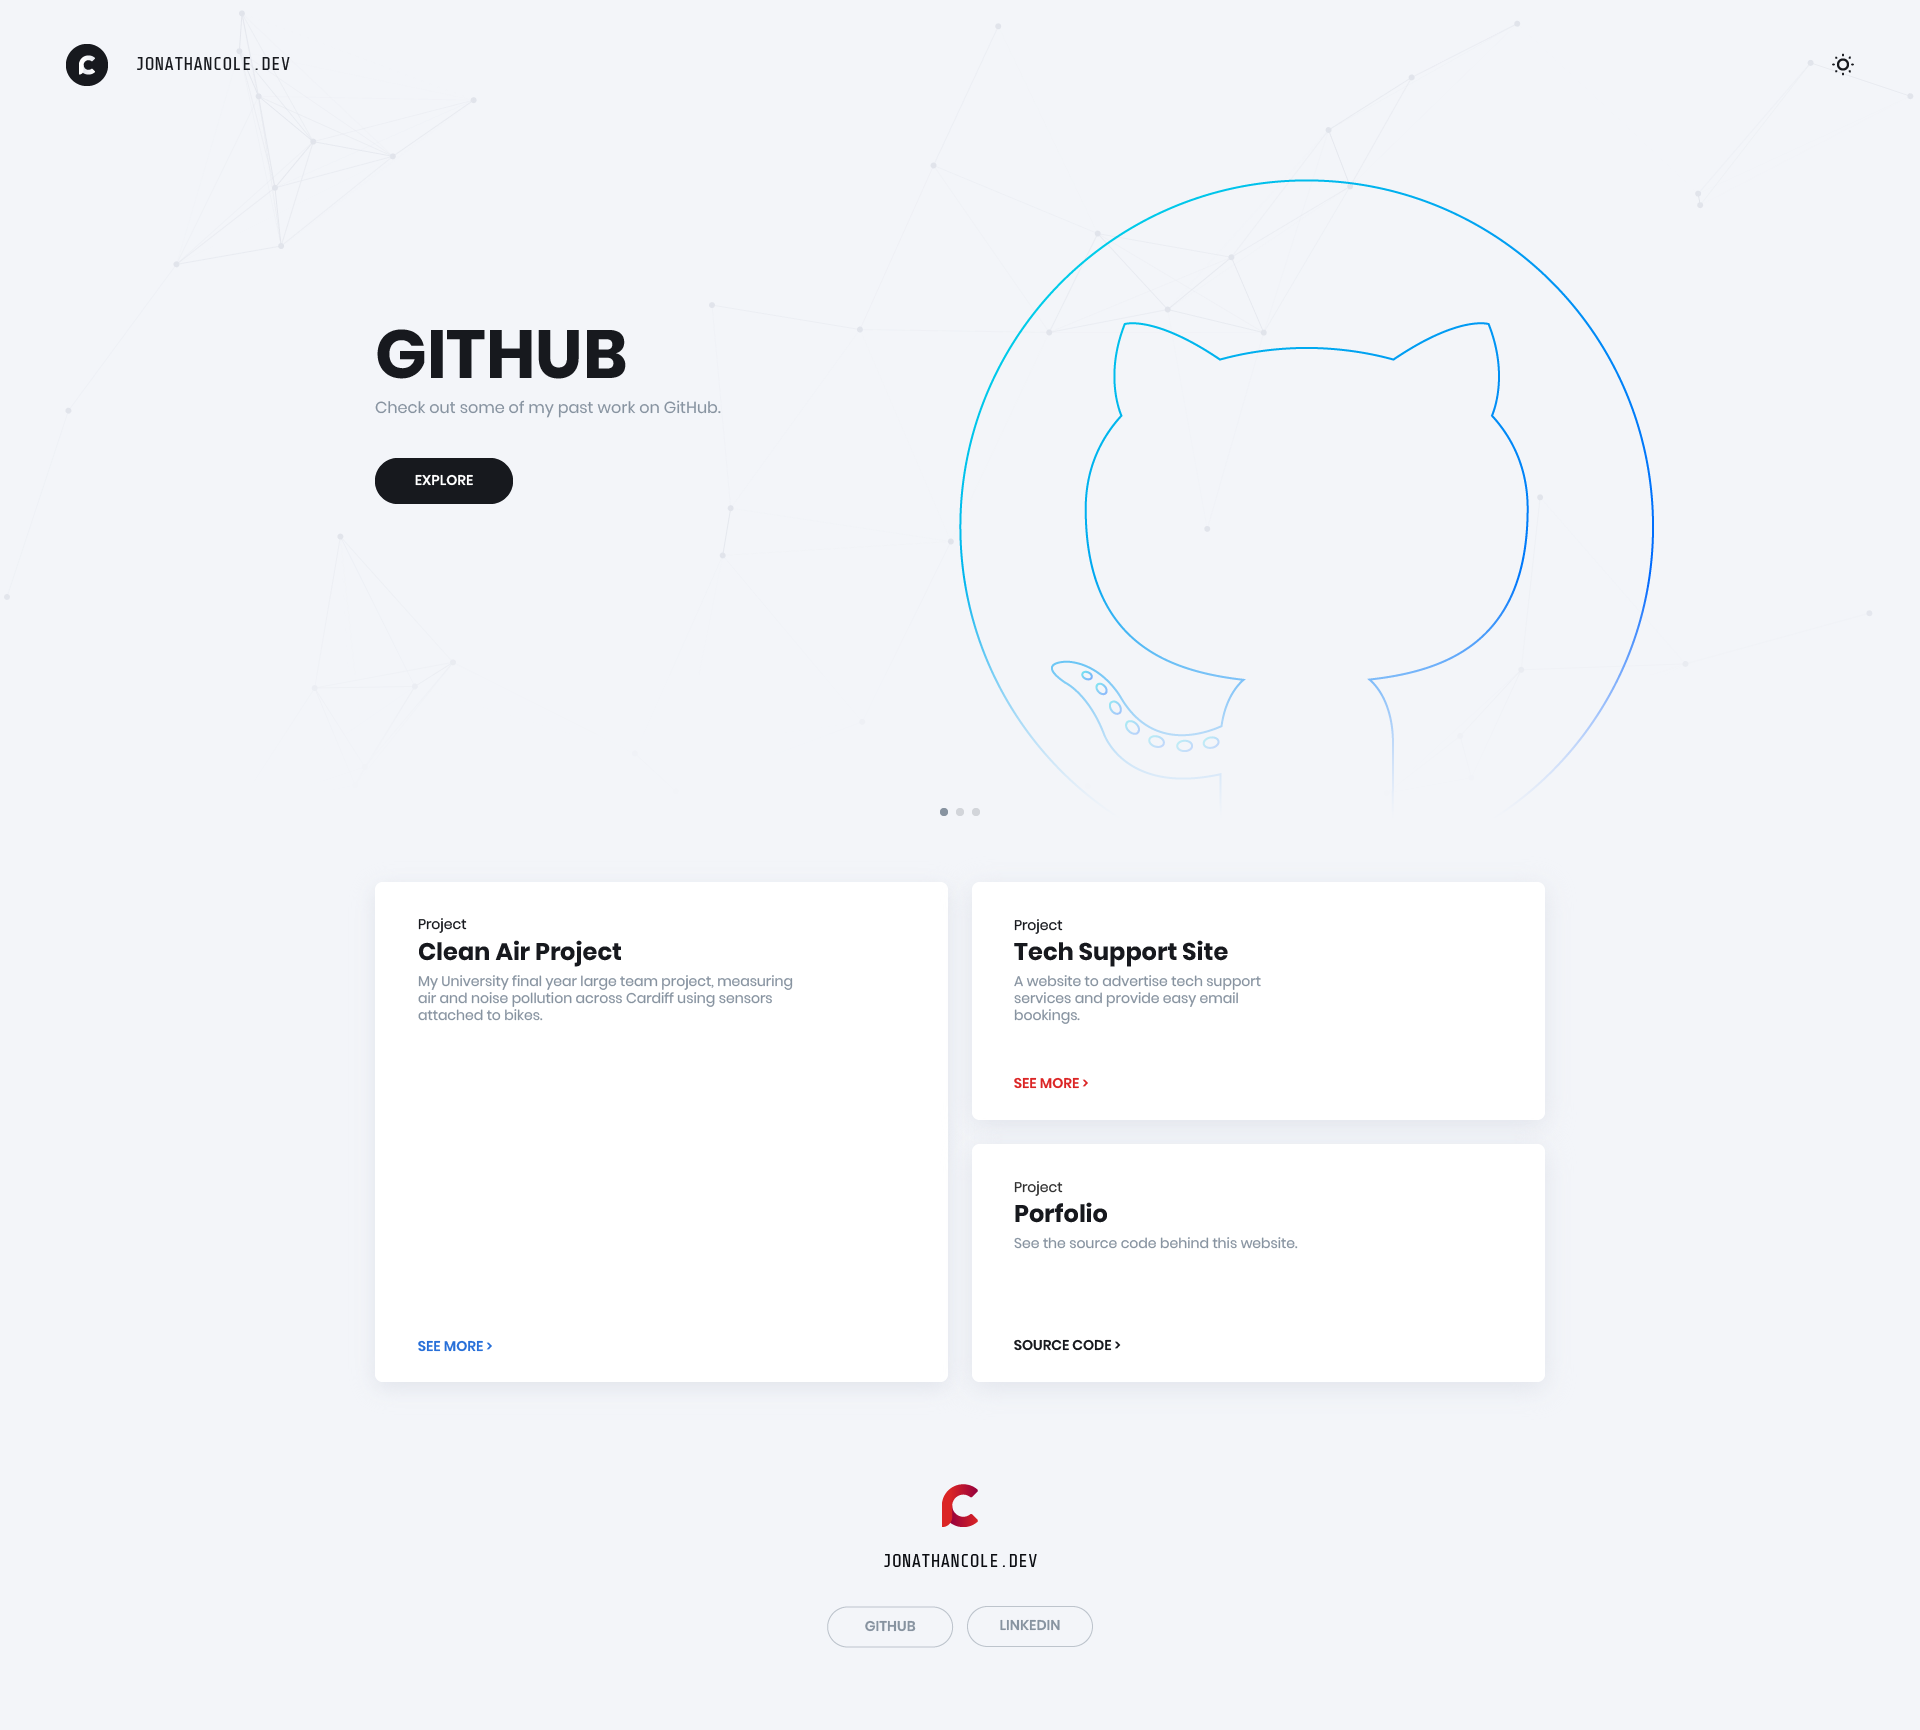 JONATHANCOLE.DEV
GITHUB
Check out some of my past work on GitHub.
EXPLORE
Project
Clean Air Project
My University final year large team project, measuring
air and noise pollution across Cardiff using sensors
attached to bikes.
SEE MORE >
Project
Tech Support Site
A website to advertise tech support
services and provide easy email
bookings.
SEE MORE >
Project
Porfolio
See the source code behind this website.
SOURCE CODE >
JONATHANCOLE.DEV
GITHUB
LINKEDIN